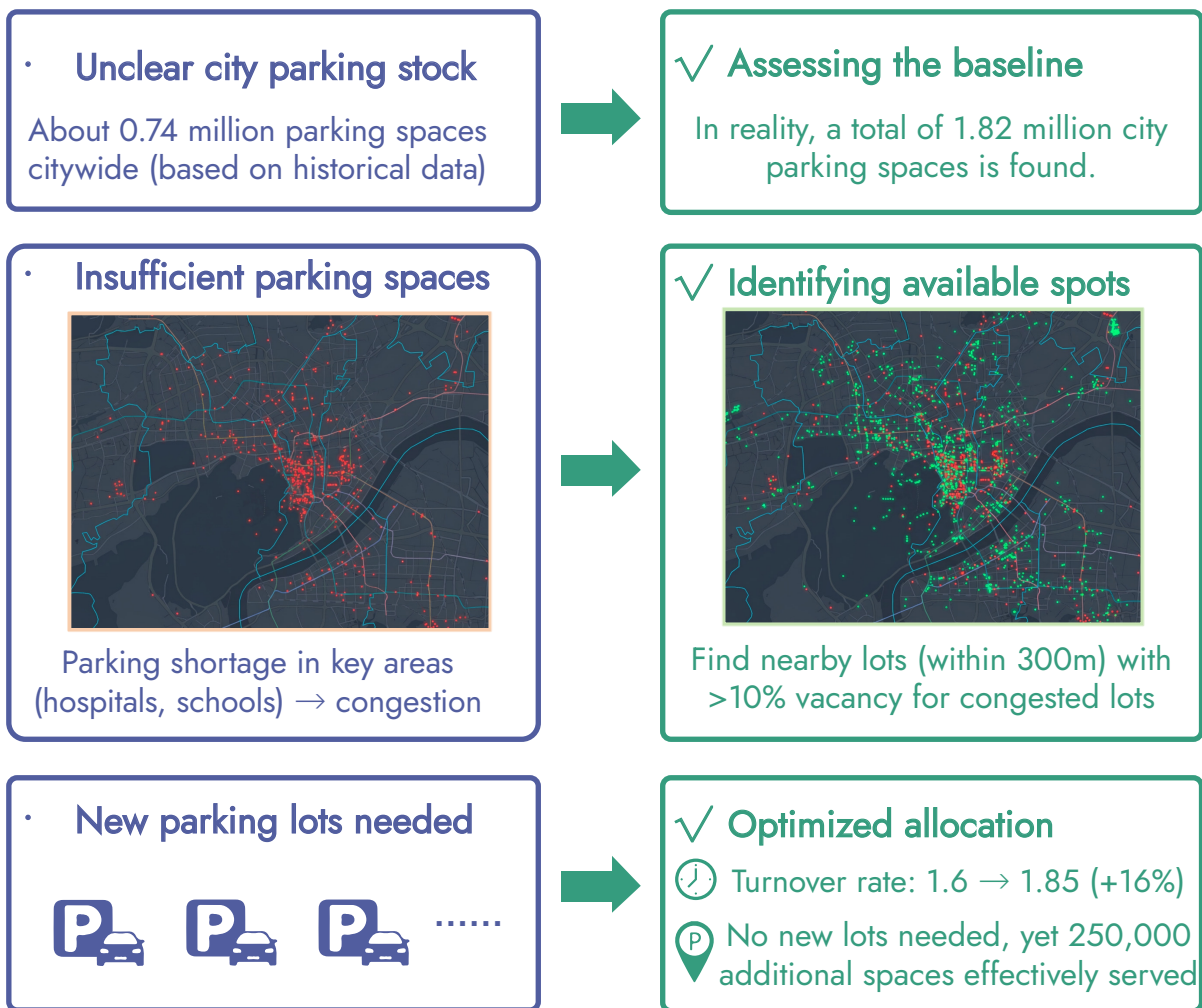 · Unclear city parking stock
About 0.74 million parking spaces
citywide (based on historical data)
√ Assessing the baseline
In reality, a total of 1.82 million city
parking spaces is found.
· Insufficient parking spaces
Parking shortage in key areas
(hospitals, schools) → congestion
√ Identifying available spots
Find nearby lots (within 300m) with
>10% vacancy for congested lots
· New parking lots needed
P P P ......
√ Optimized allocation
Turnover rate: 1.6 → 1.85 (+16%)
P
No new lots needed, yet 250,000
additional spaces effectively served